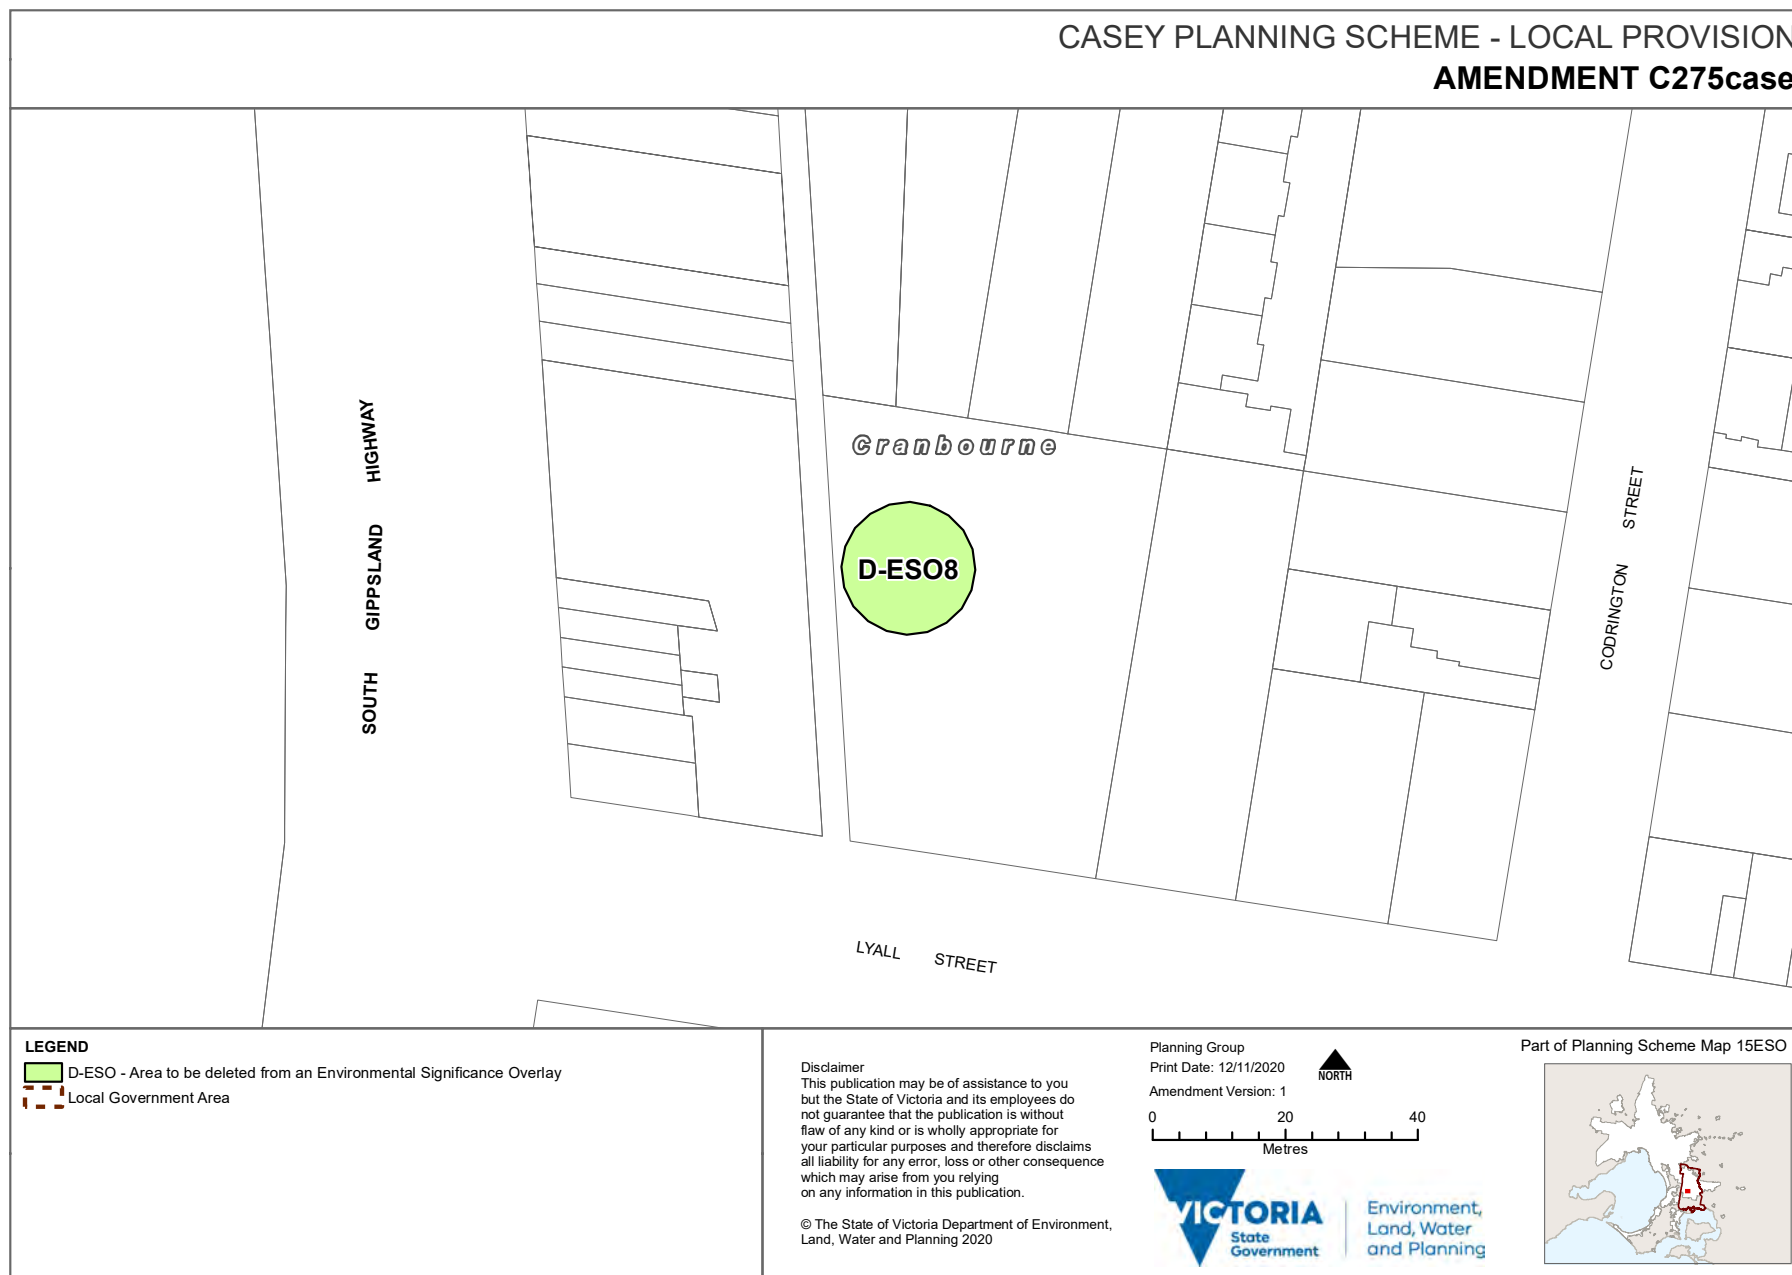 CASEY PLANNING SCHEME - LOCAL PROVISION
AMENDMENT C275case
Cranbourne
D-ESO8
SOUTH GIPPSLAND HIGHWAY
CODRINGTON STREET
LYALL STREET
LEGEND
D-ESO - Area to be deleted from an Environmental Significance Overlay
Local Government Area
Disclaimer
This publication may be of assistance to you
but the State of Victoria and its employees do
not guarantee that the publication is without
flaw of any kind or is wholly appropriate for
your particular purposes and therefore disclaims
all liability for any error, loss or other consequence
which may arise from you relying
on any information in this publication.
© The State of Victoria Department of Environment,
Land, Water and Planning 2020
Planning Group
Print Date: 12/11/2020
Amendment Version: 1
NORTH
0 20 40
Metres
VICTORIA
State
Government
Environment,
Land, Water
and Planning
Part of Planning Scheme Map 15ESO